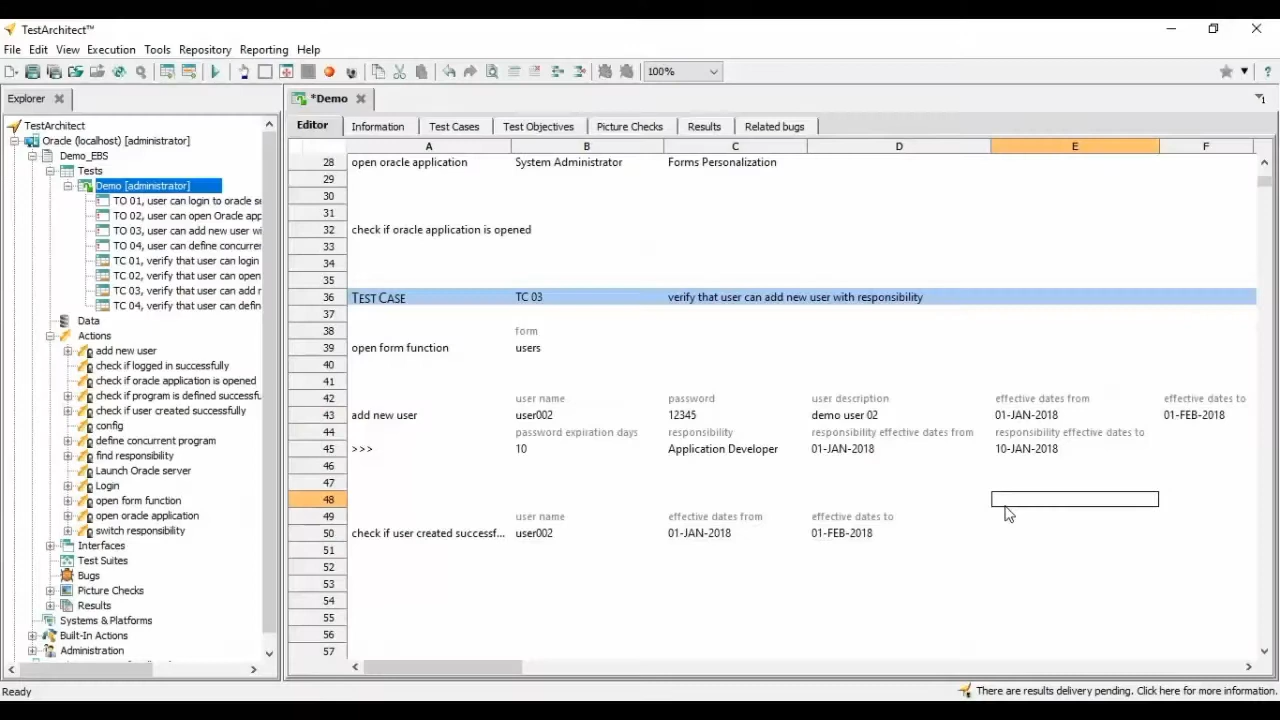 TestArchitect™
File Edit View Execution Tools Repository Reporting Help
100%
Explorer
*Demo
TestArchitect
Oracle (localhost) [administrator]
Demo_EBS
Tests
Demo [administrator]
TO 01, user can login to oracle se
TO 02, user can open Oracle app
TO 03, user can add new user wi
TO 04, user can define concurre
TC 01, verify that user can login
TC 02, verify that user can open
TC 03, verify that user can add r
TC 04, verify that user can defin
Data
Actions
add new user
check if logged in successfully
check if oracle application is opened
check if program is defined successfu
check if user created successfully
config
define concurrent program
find responsibility
Launch Oracle server
Login
open form function
open oracle application
switch responsibility
Interfaces
Test Suites
Bugs
Picture Checks
Results
Systems & Platforms
Built-In Actions
Administration
Editor Information Test Cases Test Objectives Picture Checks Results Related bugs
A B C D E F
28 open oracle application System Administrator Forms Personalization
29
30
31
32 check if oracle application is opened
33
34
35
36 TEST CASE TC 03 verify that user can add new user with responsibility
37
38 form
39 open form function users
40
41
42 user name password user description effective dates from effective dates to
43 add new user user002 12345 demo user 02 01-JAN-2018 01-FEB-2018
44 password expiration days responsibility responsibility effective dates from responsibility effective dates to
45 >>> 10 Application Developer 01-JAN-2018 10-JAN-2018
46
47
48
49 user name effective dates from effective dates to
50 check if user created successf... user002 01-JAN-2018 01-FEB-2018
51
52
53
54
55
56
57
Ready
There are results delivery pending. Click here for more information.